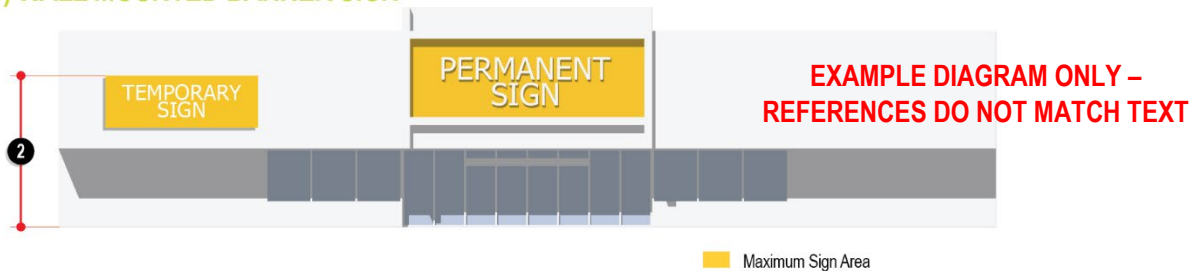 TEMPORARY
SIGN
PERMANENT
SIGN
EXAMPLE DIAGRAM ONLY –
REFERENCES DO NOT MATCH TEXT
2
Maximum Sign Area